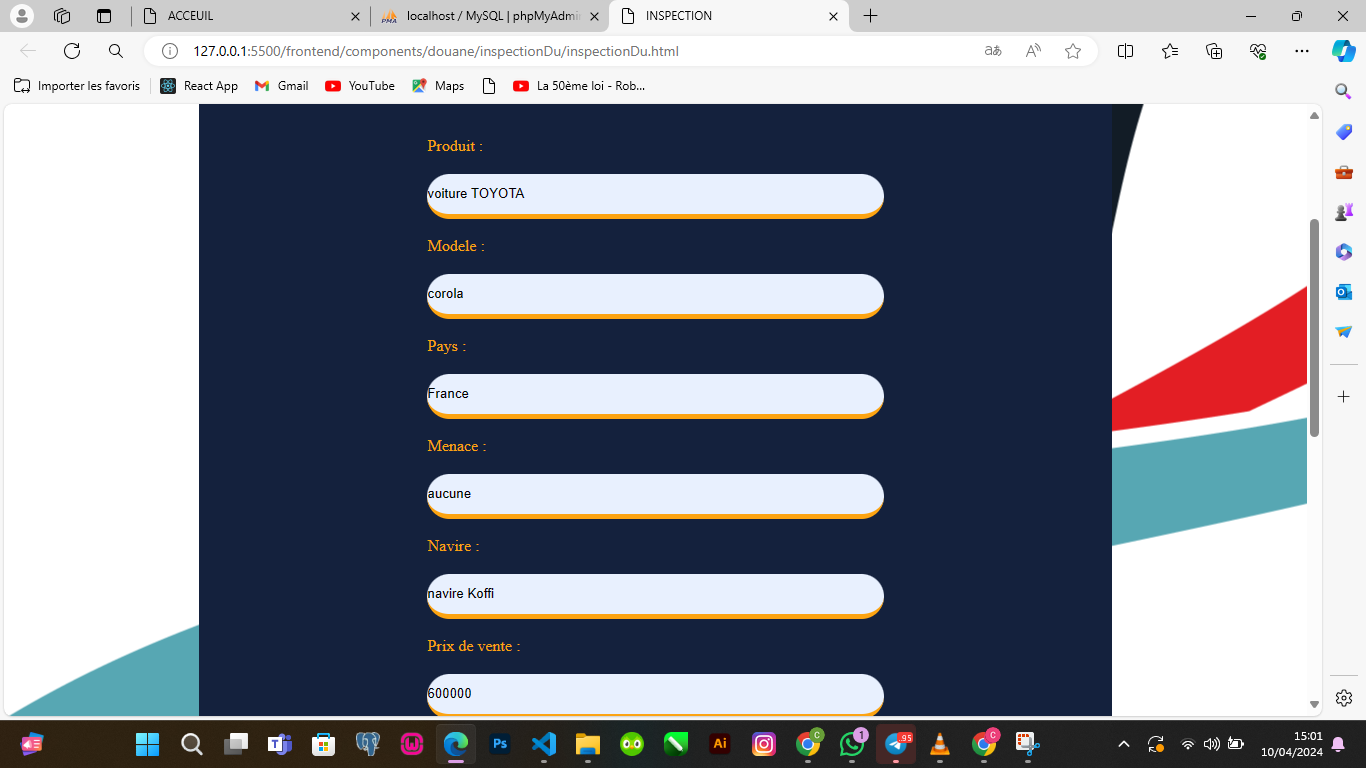 ACCEUIL
localhost / MySQL | phpMyAdmi
INSPECTION
127.0.0.1:5500/frontend/components/douane/inspectionDu/inspectionDu.html
Importer les favoris
React App
Gmail
YouTube
Maps
La 50ème loi - Rob...
Produit :
voiture TOYOTA
Modele :
corola
Pays :
France
Menace :
aucune
Navire :
navire Koffi
Prix de vente :
600000
15:01
10/04/2024